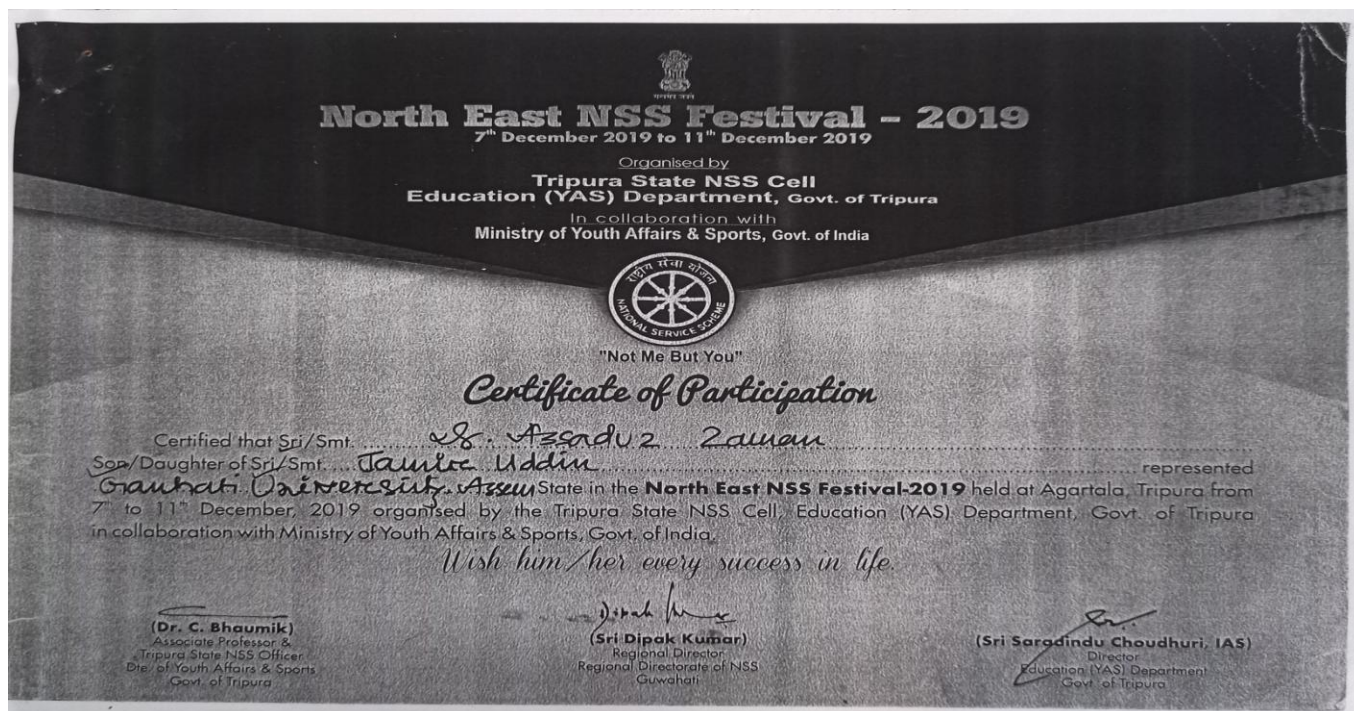 सत्यमेव जयते
North East NSS Festival - 2019
7th December 2019 to 11th December 2019
Organised by
Tripura State NSS Cell
Education (YAS) Department, Govt. of Tripura
In collaboration with
Ministry of Youth Affairs & Sports, Govt. of India
राष्ट्रीय सेवा योजना
NATIONAL SERVICE SCHEME
"Not Me But You"
Certificate of Participation
Certified that Sri/Smt. S. Assaduz Zaman
Son/Daughter of Sri/Smt. Uddin represented
Gauhati University, Assam State in the North East NSS Festival-2019 held at Agartala, Tripura from
7th to 11th December, 2019 organised by the Tripura State NSS Cell, Education (YAS) Department, Govt. of Tripura
in collaboration with Ministry of Youth Affairs & Sports, Govt. of India.
Wish him/her every success in life.
Dipak
(Dr. C. Bhaumik)
Associate Professor &
Tripura State NSS Officer
Dte. of Youth Affairs & Sports
Govt. of Tripura
(Sri Dipak Kumar)
Regional Director
Regional Directorate of NSS
Guwahati
(Sri Saradindu Choudhuri, IAS)
Director
Education (YAS) Department
Govt. of Tripura